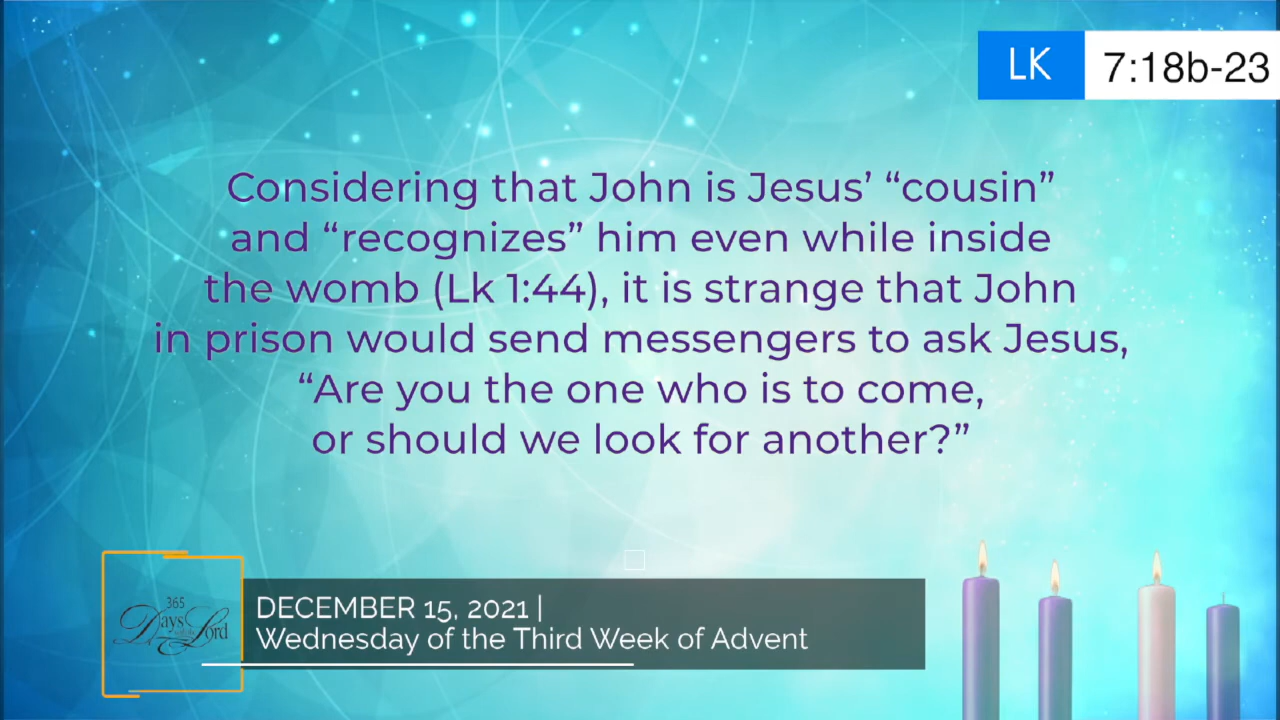 LK 7:18b-23
Considering that John is Jesus’ “cousin”
and “recognizes” him even while inside
the womb (Lk 1:44), it is strange that John
in prison would send messengers to ask Jesus,
“Are you the one who is to come,
or should we look for another?”
365
Days with the Lord
DECEMBER 15, 2021 |
Wednesday of the Third Week of Advent